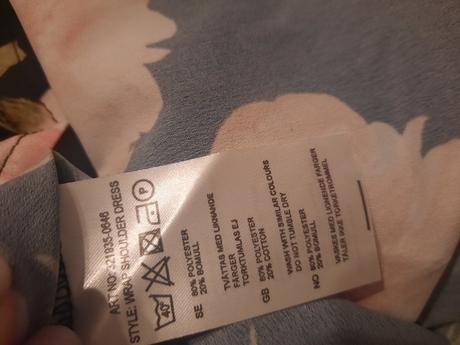 ART NO: 221935-0646
STYLE: WRAP SHOULDER DRESS
40
P
SE 80% POLYESTER
20% BOMULL
TVÄTTAS MED LIKNANDE
FÄRGER
TORKTUMLAS EJ
GB 80% POLYESTER
20% COTTON
WASH WITH SIMILAR COLOURS
DO NOT TUMBLE DRY
NO 80% POLYESTER
20% BOMULL
VASKES MED LIGNENDE FARGER
TÅLER IKKE TØRKETROMMEL